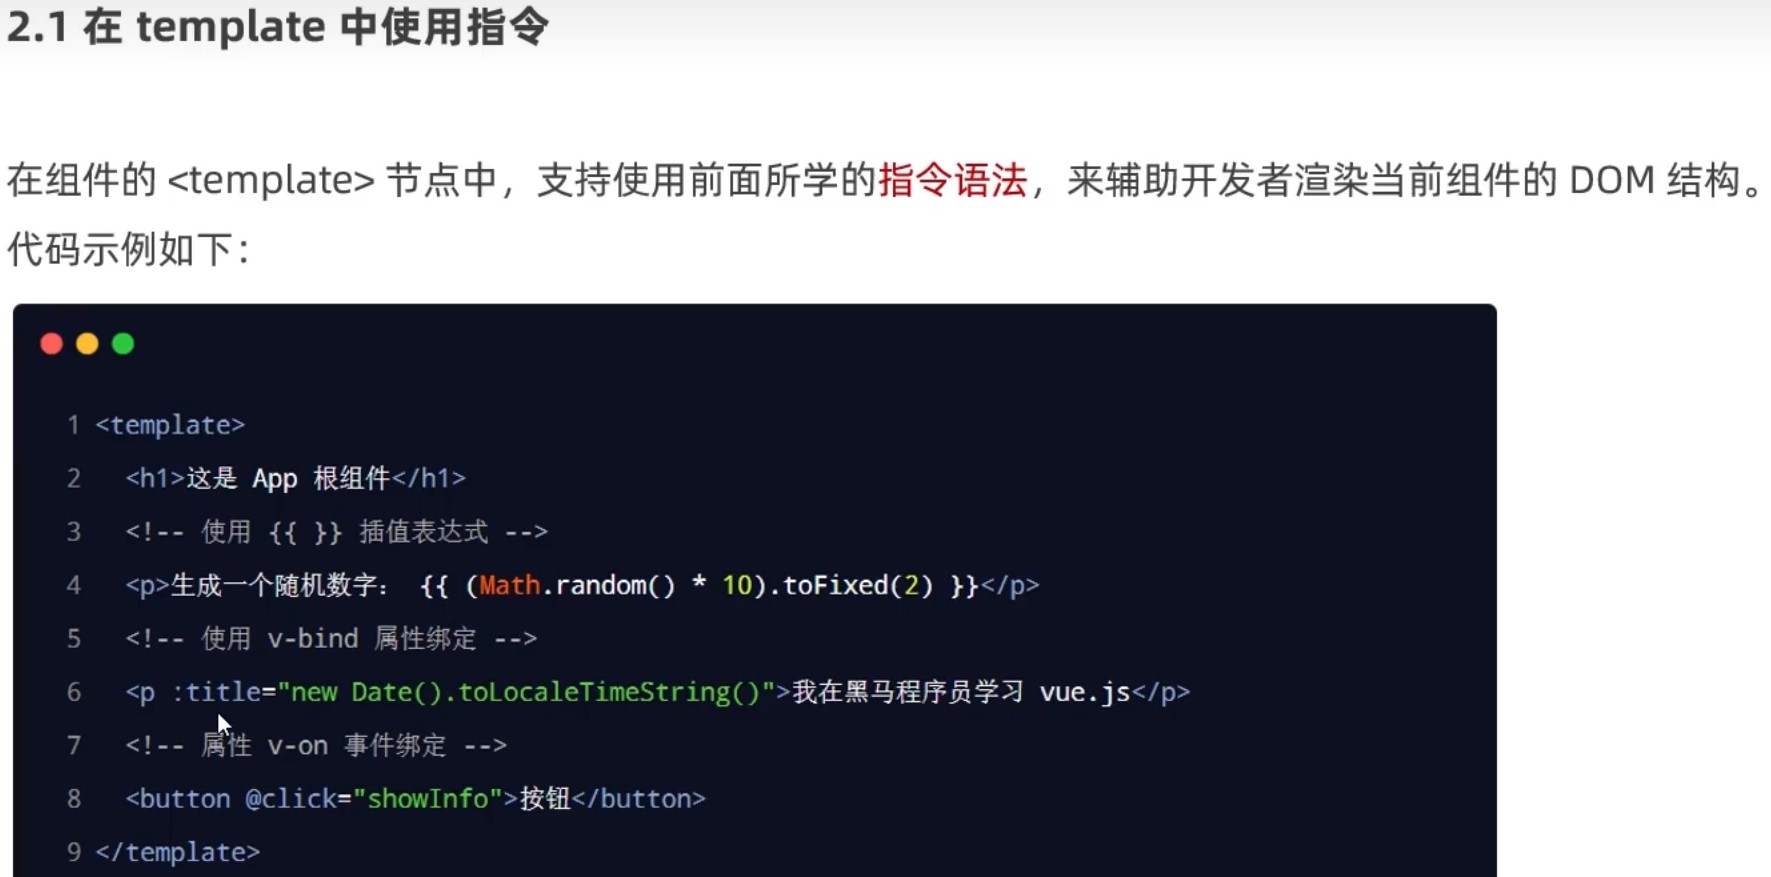 2.1 在 template 中使用指令
在组件的 <template> 节点中，支持使用前面所学的指令语法，来辅助开发者渲染当前组件的 DOM 结构。
代码示例如下：
1 <template>
2   <h1>这是 App 根组件</h1>
3   <!-- 使用 {{ }} 插值表达式 -->
4   <p>生成一个随机数字： {{ (Math.random() * 10).toFixed(2) }}</p>
5   <!-- 使用 v-bind 属性绑定 -->
6   <p :title="new Date().toLocaleTimeString()">我在黑马程序员学习 vue.js</p>
7   <!-- 属性 v-on 事件绑定 -->
8   <button @click="showInfo">按钮</button>
9 </template>